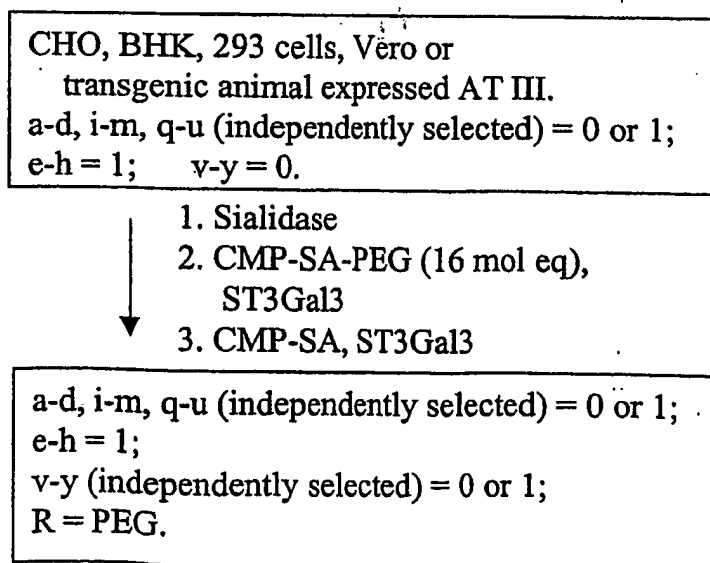 CHO, BHK, 293 cells, Vero or
transgenic animal expressed AT III.
a-d, i-m, q-u (independently selected) = 0 or 1;
e-h = 1; v-y = 0.
1. Sialidase
2. CMP-SA-PEG (16 mol eq),
ST3Gal3
3. CMP-SA, ST3Gal3
a-d, i-m, q-u (independently selected) = 0 or 1;
e-h = 1;
v-y (independently selected) = 0 or 1;
R = PEG.